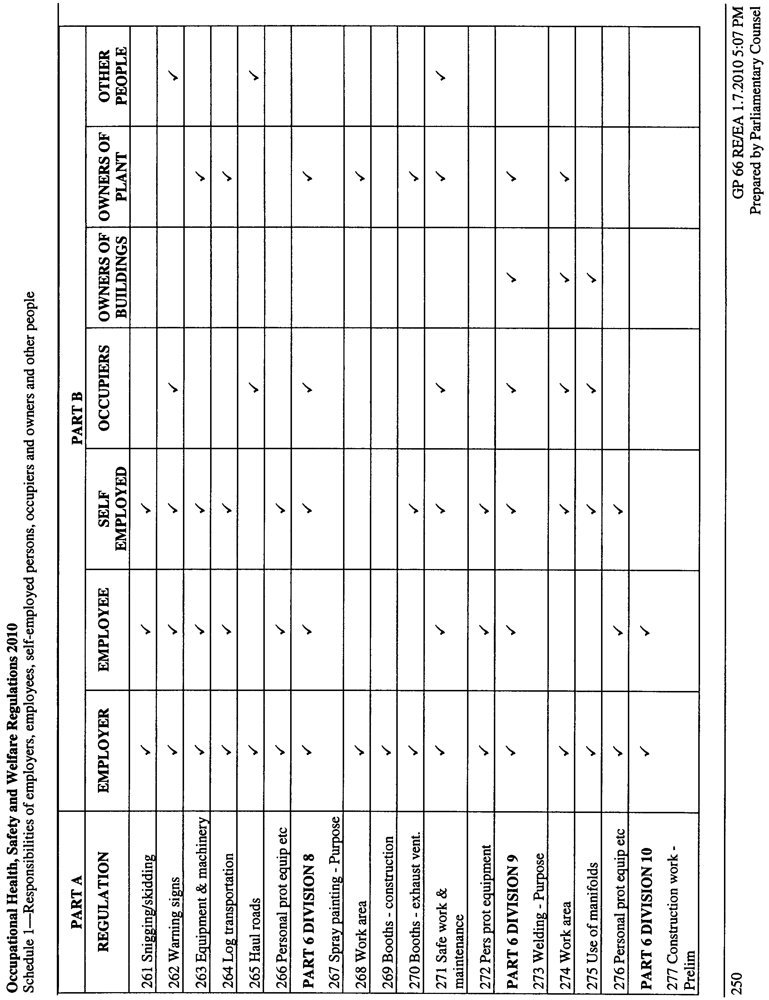 Occupational Health, Safety and Welfare Regulations 2010
Schedule 1—Responsibilities of employers, employees, self-employed persons, occupiers and owners and other people
PART A PART B
REGULATION EMPLOYER EMPLOYEE SELF EMPLOYED OCCUPIERS OWNERS OF BUILDINGS OWNERS OF PLANT OTHER PEOPLE
261 Snigging/skidding ✓ ✓ ✓
262 Warning signs ✓ ✓ ✓ ✓ ✓
263 Equipment & machinery ✓ ✓ ✓ ✓
264 Log transportation ✓ ✓ ✓ ✓
265 Haul roads ✓ ✓ ✓
266 Personal prot equip etc ✓ ✓ ✓
PART 6 DIVISION 8 ✓ ✓ ✓ ✓ ✓
267 Spray painting - Purpose
268 Work area ✓ ✓
269 Booths - construction ✓
270 Booths - exhaust vent. ✓ ✓ ✓
271 Safe work & ✓ ✓ ✓ ✓ ✓ ✓
maintenance
272 Pers prot equipment ✓ ✓ ✓
PART 6 DIVISION 9 ✓ ✓ ✓ ✓ ✓ ✓
273 Welding - Purpose
274 Work area ✓ ✓ ✓ ✓ ✓
275 Use of manifolds ✓ ✓ ✓ ✓
276 Personal prot equip etc ✓ ✓ ✓
PART 6 DIVISION 10 ✓ ✓
277 Construction work -
Prelim
250 GP 66 RE/EA 1.7.2010 5:07 PM
Prepared by Parliamentary Counsel